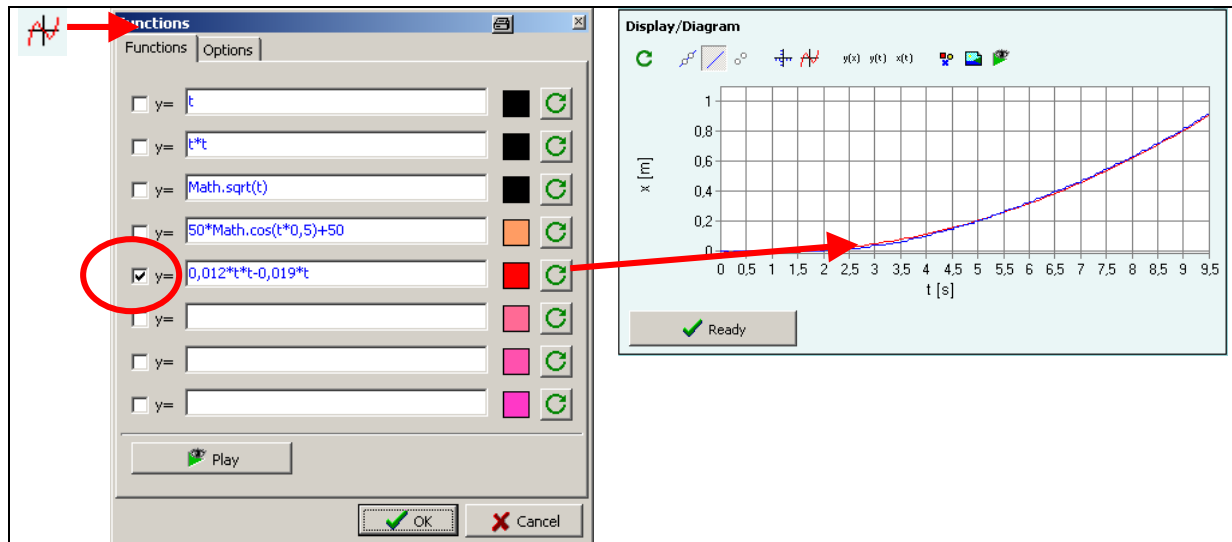 Functions
Functions Options
y= t
y= t*t
y= Math.sqrt(t)
y= 50*Math.cos(t*0,5)+50
y= 0,012*t*t-0,019*t
y=
y=
y=
Play
OK Cancel
Display/Diagram
y(x) y(t) x(t)
1
0,8
0,6
0,4
0,2
0
x [m]
0 0,5 1 1,5 2 2,5 3 3,5 4 4,5 5 5,5 6 6,5 7 7,5 8 8,5 9 9,5
t [s]
Ready